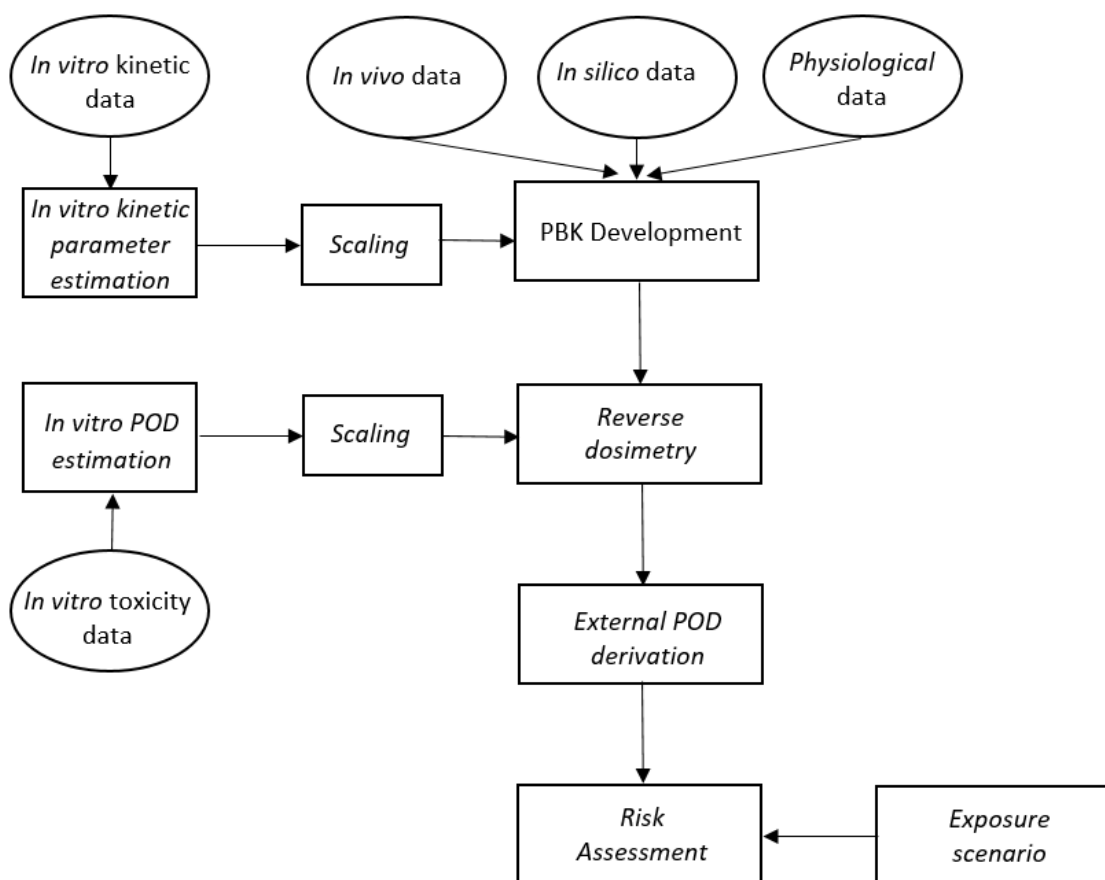 In vitro kinetic
data
In vivo data
In silico data
Physiological
data
In vitro kinetic
parameter
estimation
Scaling
PBK Development
In vitro POD
estimation
Scaling
Reverse
dosimetry
In vitro toxicity
data
External POD
derivation
Risk
Assessment
Exposure
scenario